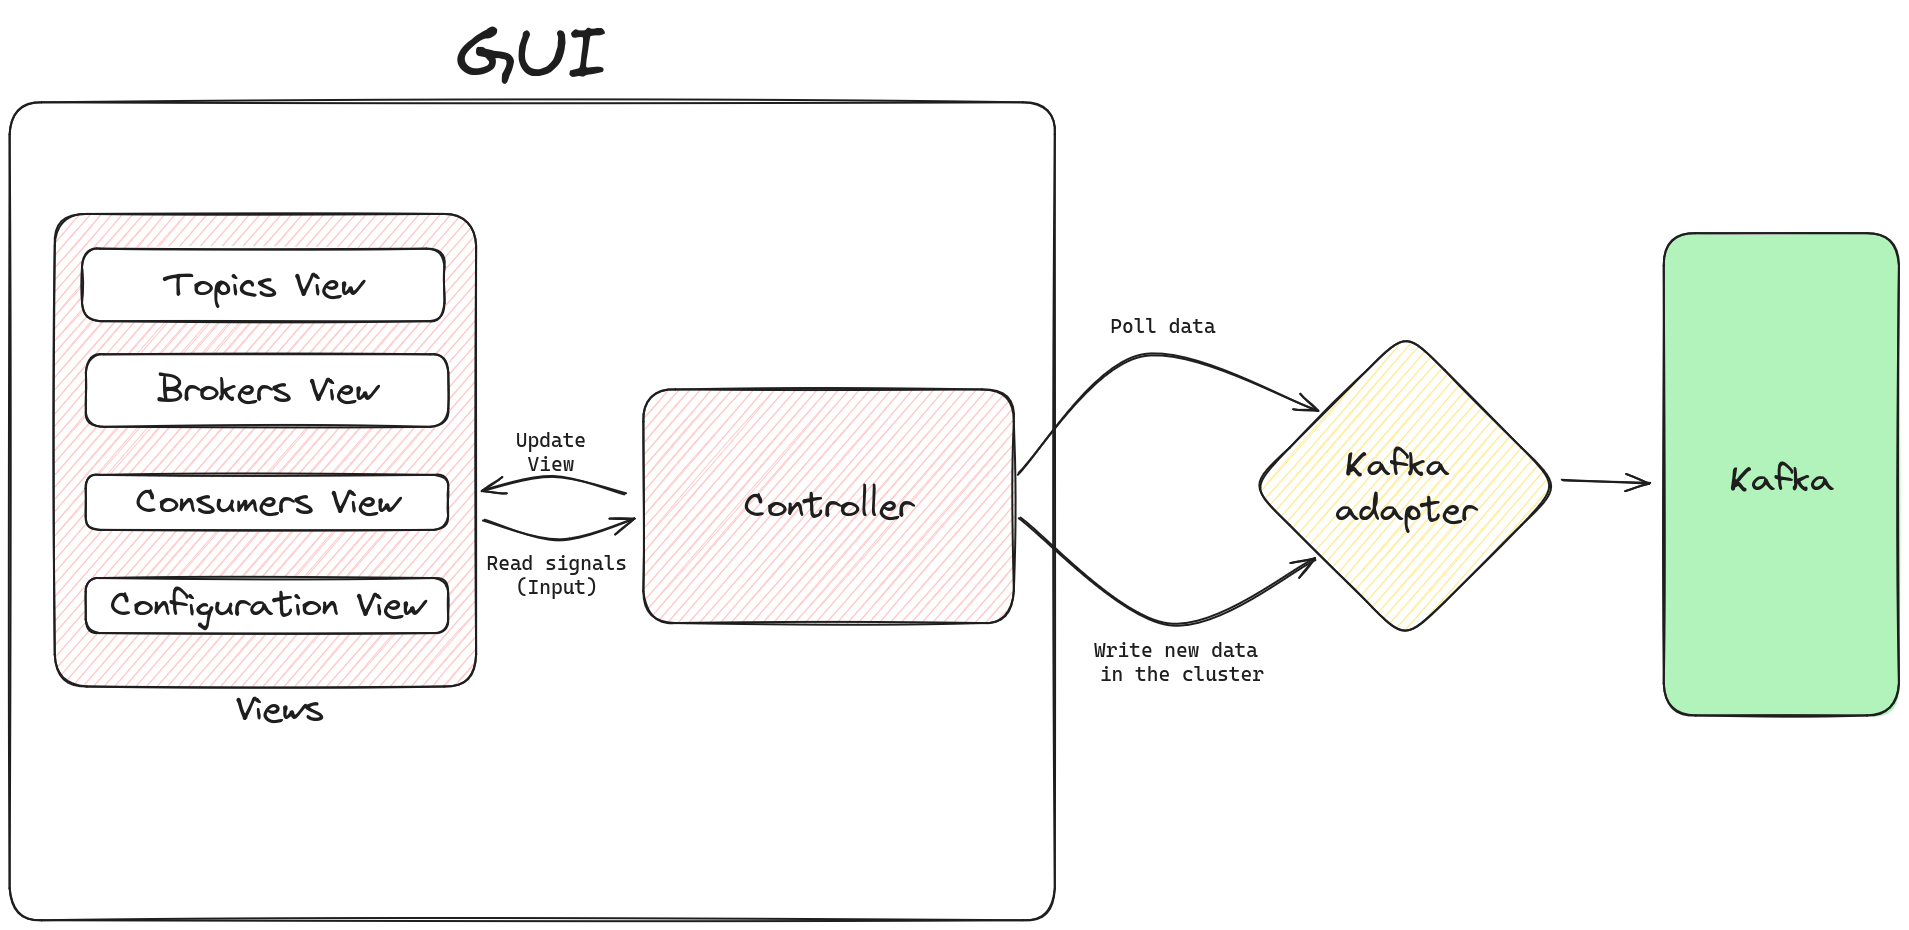 GUI
Topics View
Brokers View
Consumers View
Configuration View
Views
Update
View
Read signals
(Input)
Controller
Poll data
Write new data
in the cluster
Kafka
adapter
Kafka